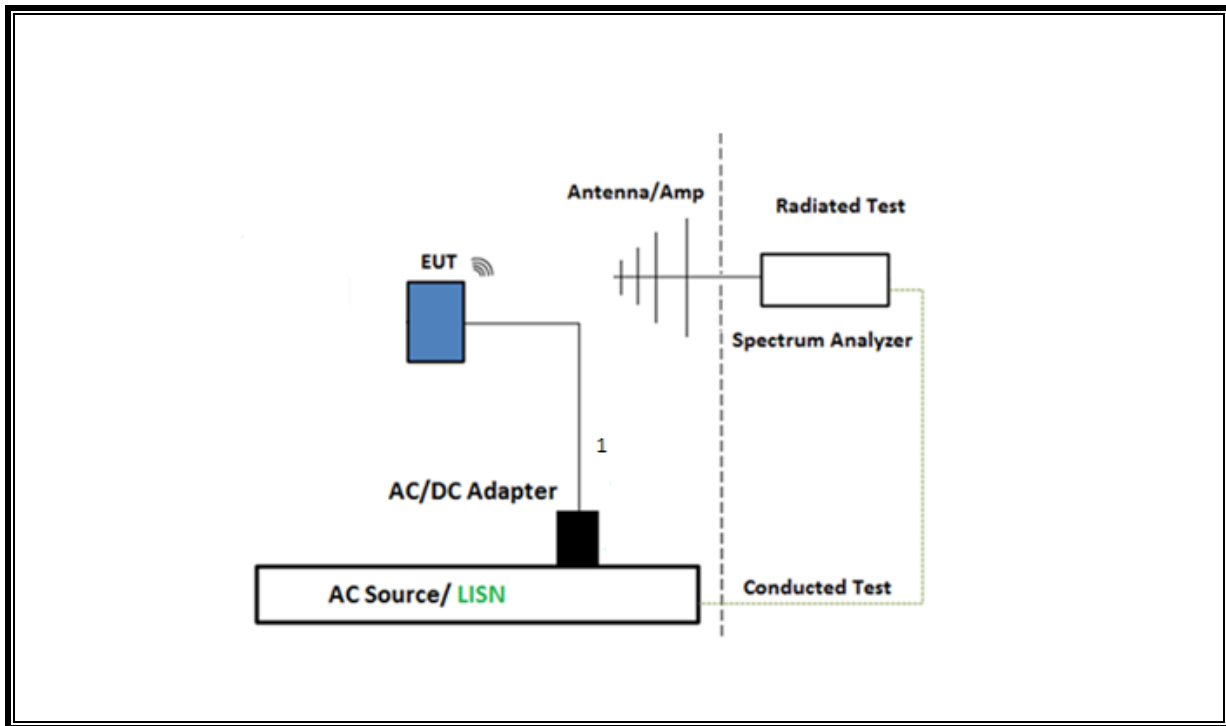 Antenna/Amp
Radiated Test
EUT
Spectrum Analyzer
1
AC/DC Adapter
AC Source/ LISN
Conducted Test